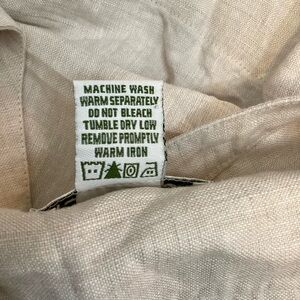 MACHINE WASH
WARM SEPARATELY
DO NOT BLEACH
TUMBLE DRY LOW
REMOVE PROMPTLY
WARM IRON